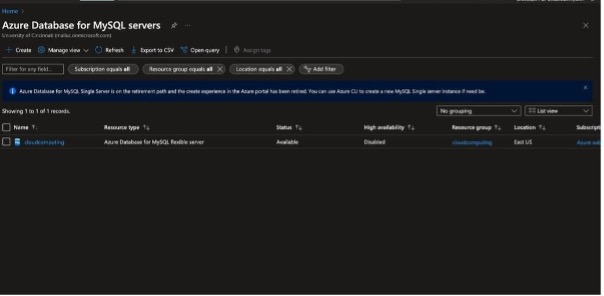 Home >
Azure Database for MySQL servers
University of Cincinnati
+ Create Manage view Refresh Export to CSV Open query Assign tags
Filter for any field... Subscription equals all Resource group equals all Location equals all Add filter
Azure Database for MySQL Single Server is on the retirement path and the create experience in the Azure portal has been retired. You can use Azure CLI to create a new MySQL Single server instance if need be.
Showing 1 to 1 of 1 records.
No grouping List view
Name Resource type Status High availability Resource group Location Subscripti
cloudcomputing Azure Database for MySQL flexible server Available Disabled cloudcomputing East US Azure sub